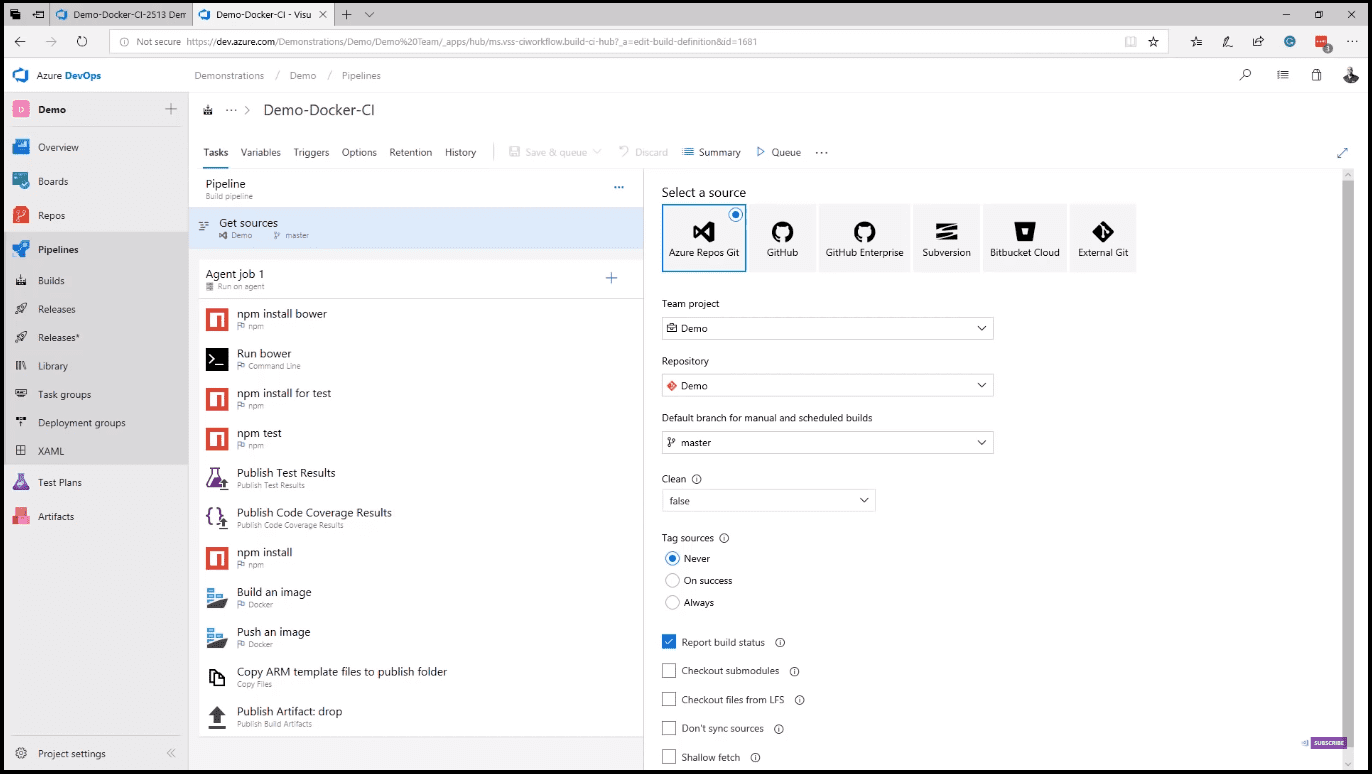 Demo-Docker-CI-2513 Dem
Demo-Docker-CI - Visu
Not secure https://dev.azure.com/Demonstrations/Demo/Demo%20Team/_apps/hub/ms.vss-ciworkflow.build-ci-hub?_a=edit-build-definition&id=1681
3
Azure DevOps
Demonstrations / Demo / Pipelines
D Demo
Overview
Boards
Repos
Pipelines
Builds
Releases
Releases*
Library
Task groups
Deployment groups
XAML
Test Plans
Artifacts
Project settings
Demo-Docker-CI
Tasks Variables Triggers Options Retention History Save & queue Discard Summary Queue
Pipeline
Build pipeline
Get sources
Demo master
Agent job 1
Run on agent
npm install bower
npm
Run bower
Command Line
npm install for test
npm
npm test
npm
Publish Test Results
Publish Test Results
Publish Code Coverage Results
Publish Code Coverage Results
npm install
npm
Build an image
Docker
Push an image
Docker
Copy ARM template files to publish folder
Copy Files
Publish Artifact: drop
Publish Build Artifacts
Select a source
Azure Repos Git GitHub GitHub Enterprise Subversion Bitbucket Cloud External Git
Team project
Demo
Repository
Demo
Default branch for manual and scheduled builds
master
Clean
false
Tag sources
Never
On success
Always
Report build status
Checkout submodules
Checkout files from LFS
Don't sync sources
Shallow fetch
SUBSCRIBE